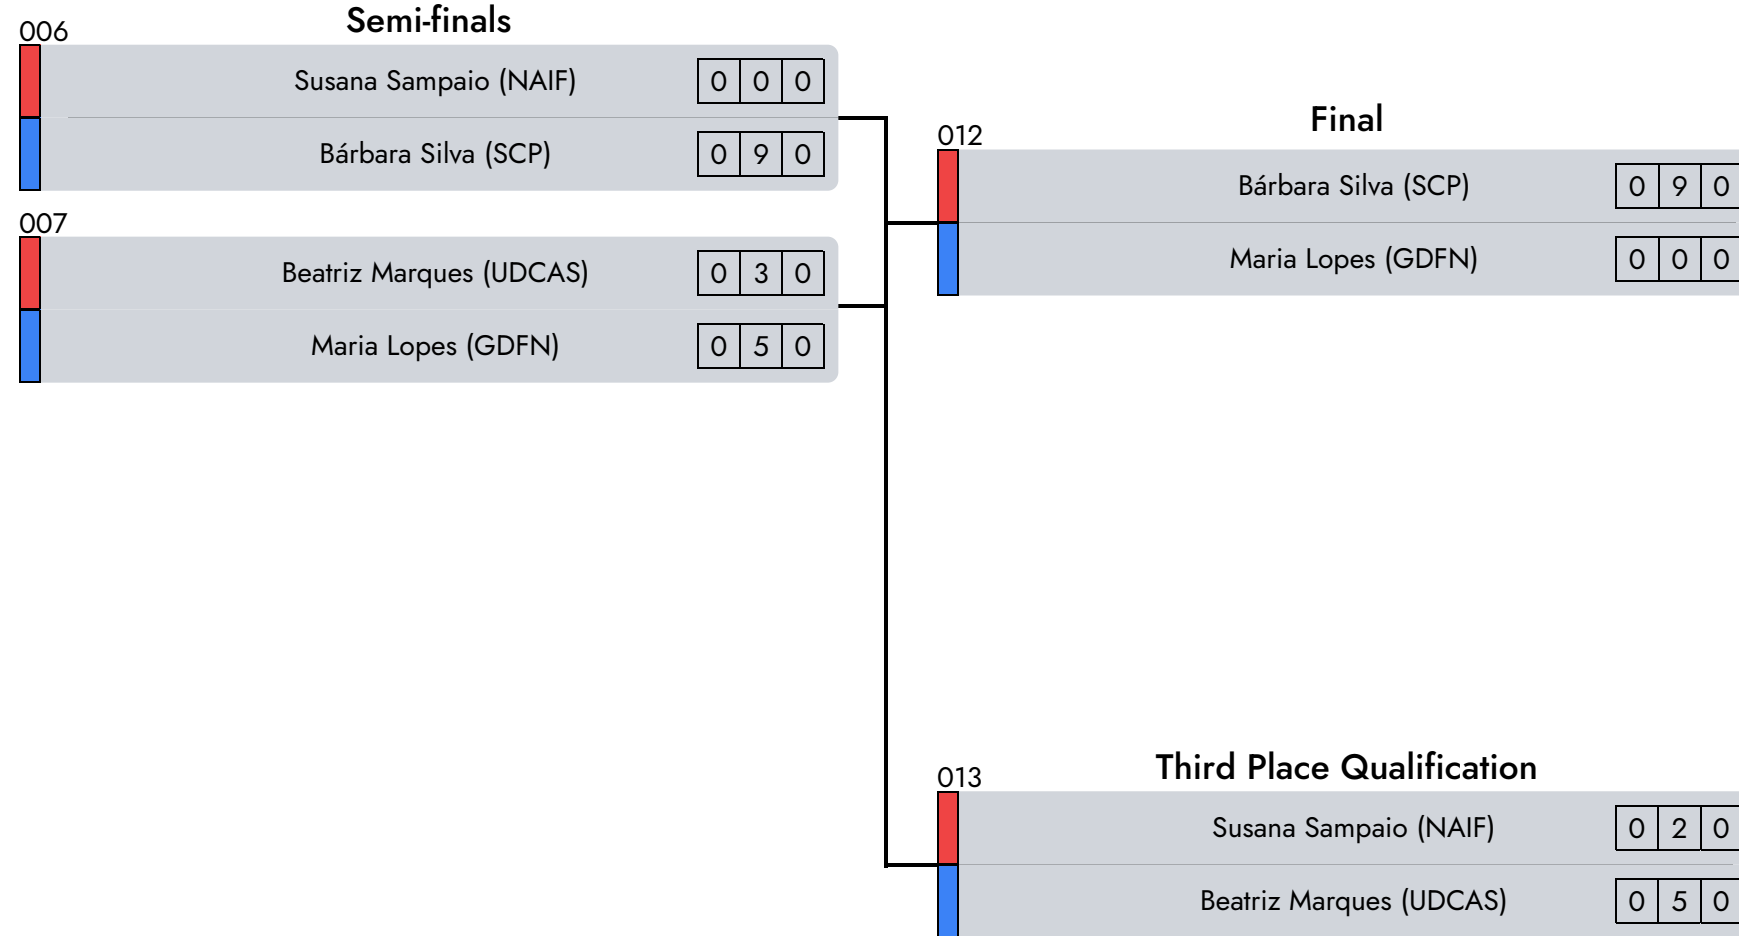 Semi-finals
006
Susana Sampaio (NAIF) 0 0 0
Bárbara Silva (SCP) 0 9 0
007
Beatriz Marques (UDCAS) 0 3 0
Maria Lopes (GDFN) 0 5 0
Final
012
Bárbara Silva (SCP) 0 9 0
Maria Lopes (GDFN) 0 0 0
Third Place Qualification
013
Susana Sampaio (NAIF) 0 2 0
Beatriz Marques (UDCAS) 0 5 0